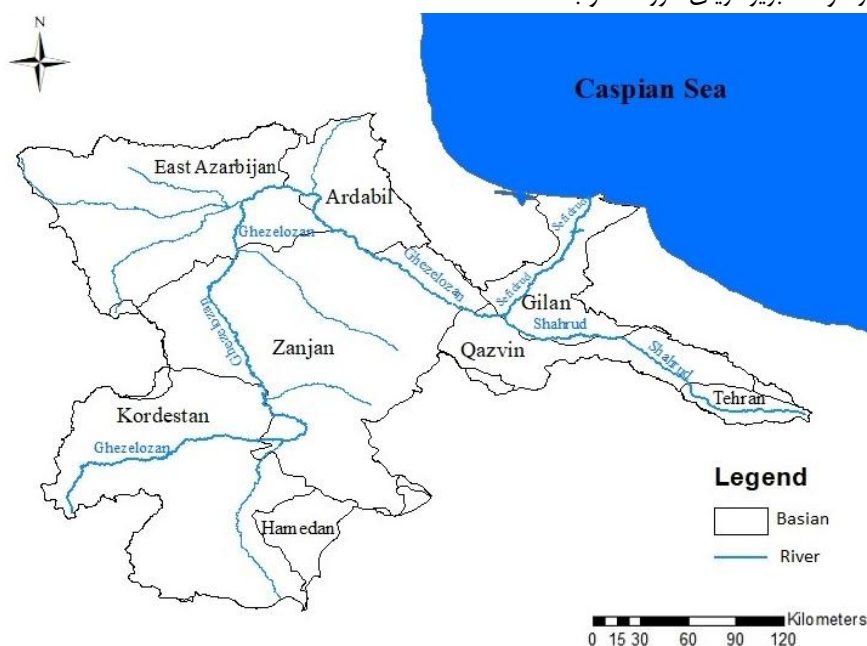 N
Caspian Sea
East Azarbijan
Ardabil
Ghezelozan
Sefidrud
Ghezelozan
Sefidrud
Gilan
Ghezelozan
Shahrud
Zanjan
Qazvin
Shahrud
Tehran
Kordestan
Ghezelozan
Legend
Basian
River
Hamedan
Kilometers
0 15 30 60 90 120